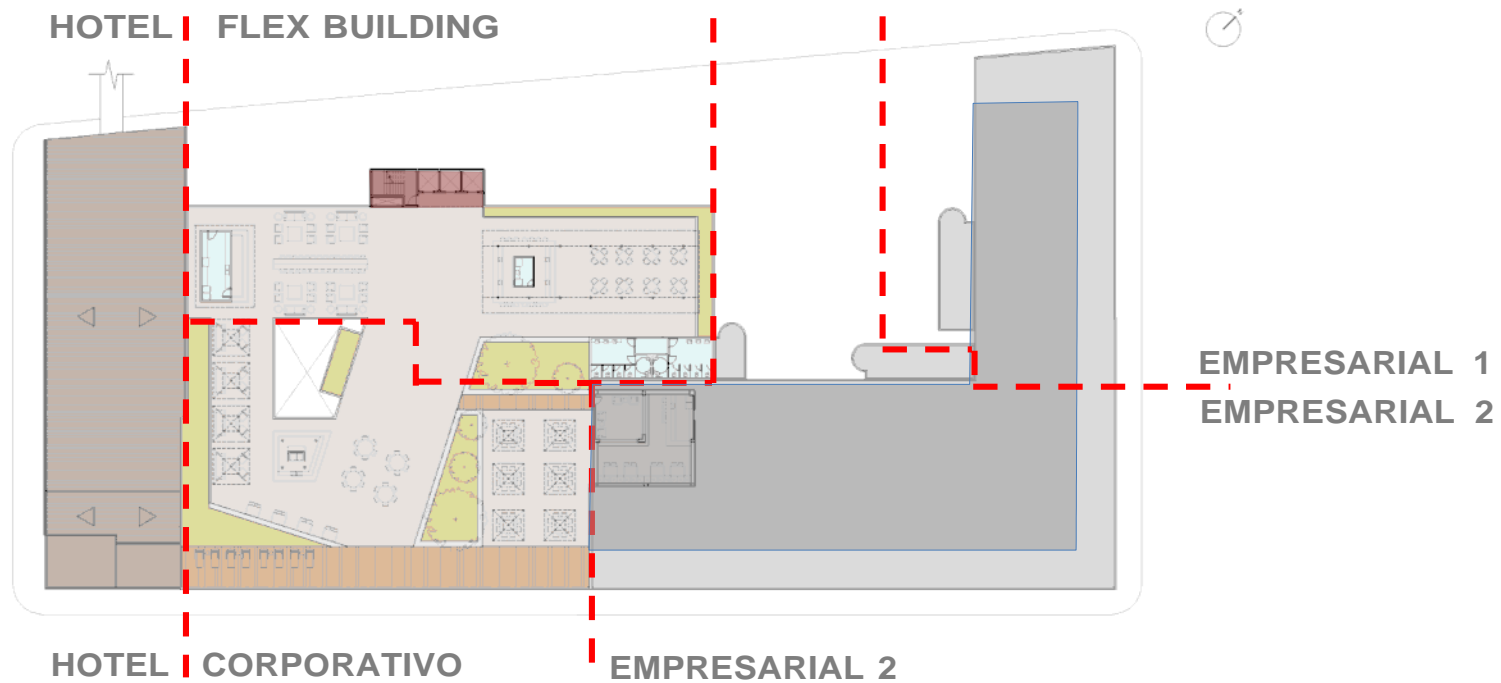 HOTEL FLEX BUILDING
EMPRESARIAL 1
EMPRESARIAL 2
HOTEL CORPORATIVO
EMPRESARIAL 2